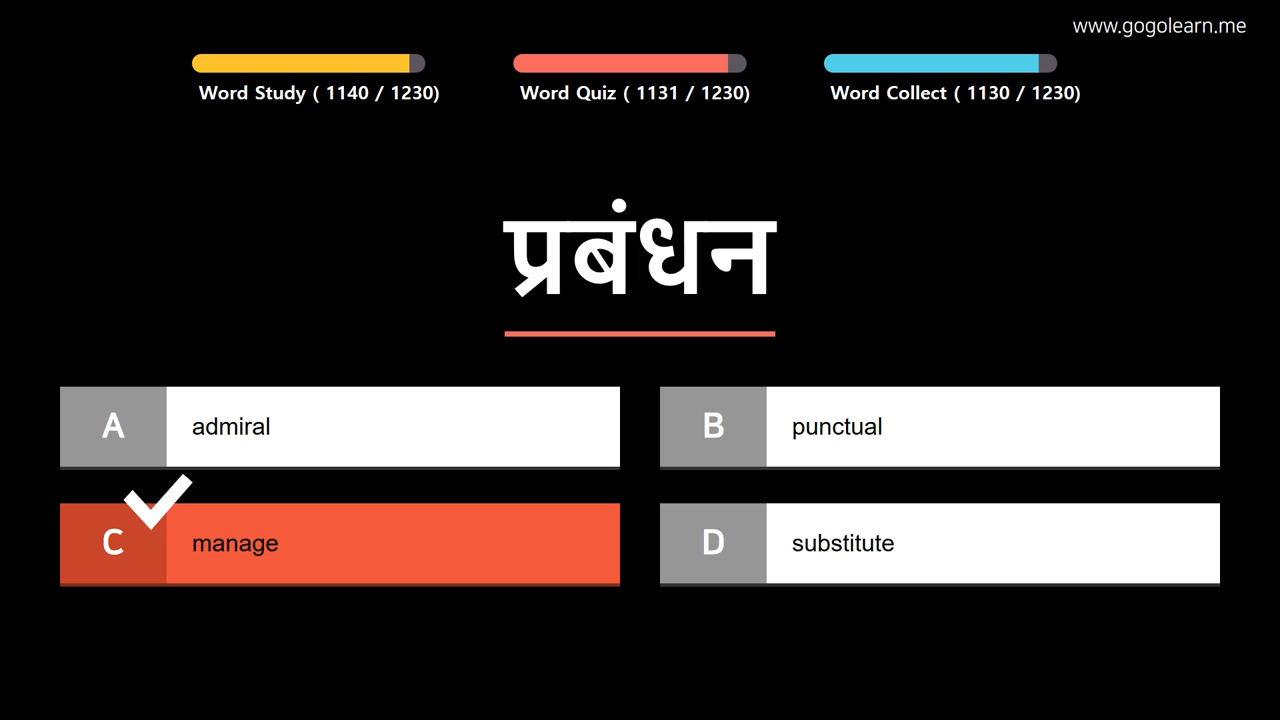 www.gogolearn.me
Word Study ( 1140 / 1230)
Word Quiz ( 1131 / 1230)
Word Collect ( 1130 / 1230)
प्रबंधन
A admiral
B punctual
C manage
D substitute